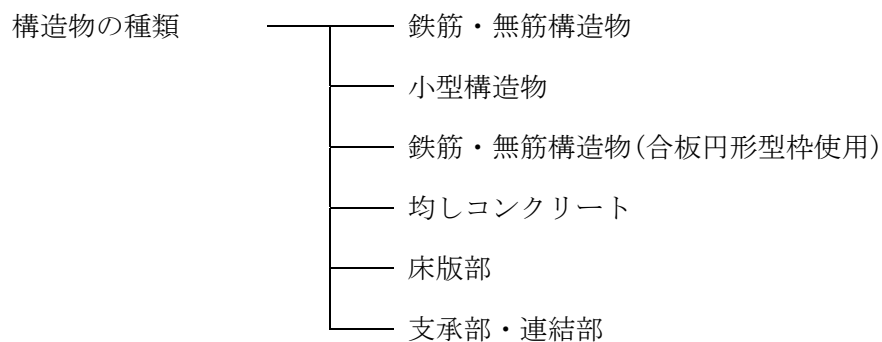 構造物の種類
鉄筋・無筋構造物
小型構造物
鉄筋・無筋構造物(合板円形型枠使用)
均しコンクリート
床版部
支承部・連結部